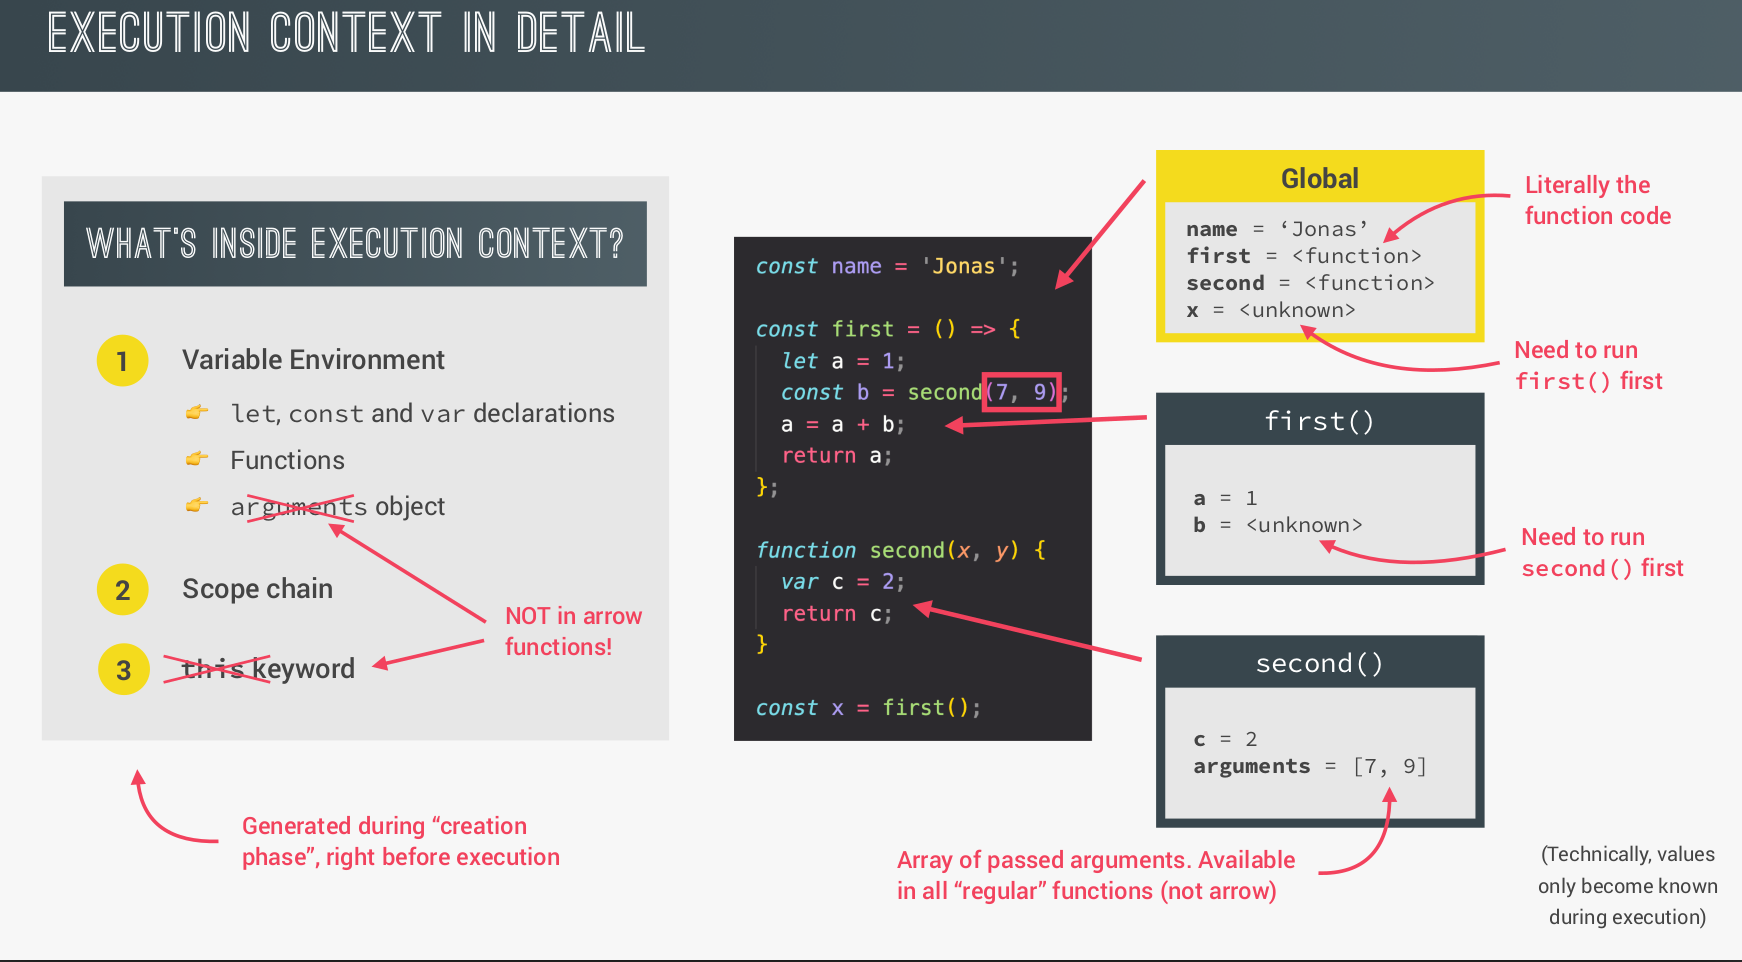 EXECUTION CONTEXT IN DETAIL
WHAT'S INSIDE EXECUTION CONTEXT?
1 Variable Environment
let, const and var declarations
Functions
arguments object
2 Scope chain
3 this keyword
NOT in arrow
functions!
Generated during “creation
phase”, right before execution
const name = 'Jonas';
const first = () => {
let a = 1;
const b = second(7, 9);
a = a + b;
return a;
};
function second(x, y) {
var c = 2;
return c;
}
const x = first();
Global
name = ‘Jonas’
first = <function>
second = <function>
x = <unknown>
Literally the
function code
Need to run
first() first
first()
a = 1
b = <unknown>
Need to run
second() first
second()
c = 2
arguments = [7, 9]
Array of passed arguments. Available
in all “regular” functions (not arrow)
(Technically, values
only become known
during execution)